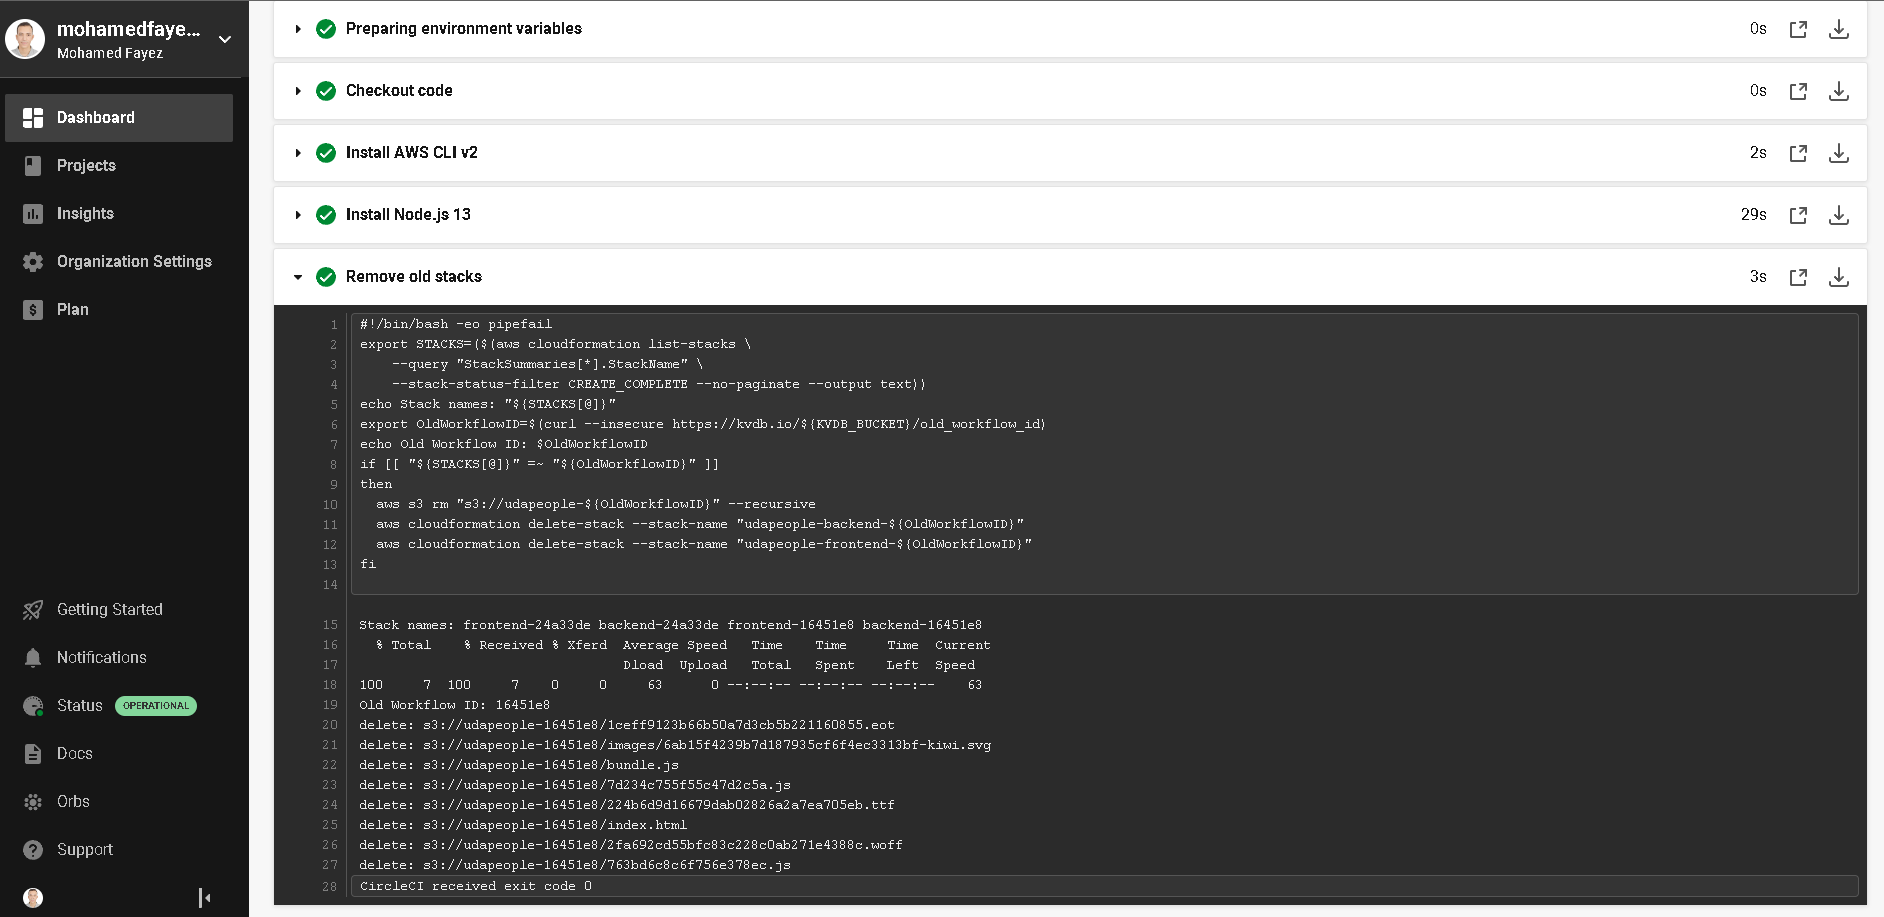 mohamedfaye...
Mohamed Fayez
Dashboard
Projects
Insights
Organization Settings
Plan
Getting Started
Notifications
Status OPERATIONAL
Docs
Orbs
Support
Preparing environment variables 0s
Checkout code 0s
Install AWS CLI v2 2s
Install Node.js 13 29s
Remove old stacks 3s
1 #!/bin/bash -eo pipefail
2 export STACKS=($(aws cloudformation list-stacks \
3 --query "StackSummaries[*].StackName" \
4 --stack-status-filter CREATE_COMPLETE --no-paginate --output text))
5 echo Stack names: "${STACKS[@]}"
6 export OldWorkflowID=$(curl --insecure https://kvdb.io/${KVDB_BUCKET}/old_workflow_id)
7 echo Old Workflow ID: $OldWorkflowID
8 if [[ "${STACKS[@]}" =~ "${OldWorkflowID}" ]]
9 then
10 aws s3 rm "s3://udapeople-${OldWorkflowID}" --recursive
11 aws cloudformation delete-stack --stack-name "udapeople-backend-${OldWorkflowID}"
12 aws cloudformation delete-stack --stack-name "udapeople-frontend-${OldWorkflowID}"
13 fi
14
15 Stack names: frontend-24a33de backend-24a33de frontend-16451e8 backend-16451e8
16 % Total % Received % Xferd Average Speed Time Time Time Current
17 Dload Upload Total Spent Left Speed
18 100 7 100 7 0 0 63 0 --:--:-- --:--:-- --:--:-- 63
19 Old Workflow ID: 16451e8
20 delete: s3://udapeople-16451e8/1ceff9123b66b50a7d3cb5b221160855.eot
21 delete: s3://udapeople-16451e8/images/6ab15f4239b7d187935cf6f4ec3313bf-kiwi.svg
22 delete: s3://udapeople-16451e8/bundle.js
23 delete: s3://udapeople-16451e8/7d234c755f55c47d2c5a.js
24 delete: s3://udapeople-16451e8/224b6d9d16679dab02826a2a7ea705eb.ttf
25 delete: s3://udapeople-16451e8/index.html
26 delete: s3://udapeople-16451e8/2fa692cd55bfc83c228c0ab271e4388c.woff
27 delete: s3://udapeople-16451e8/763bd6c8c6f756e378ec.js
28 CircleCI received exit code 0